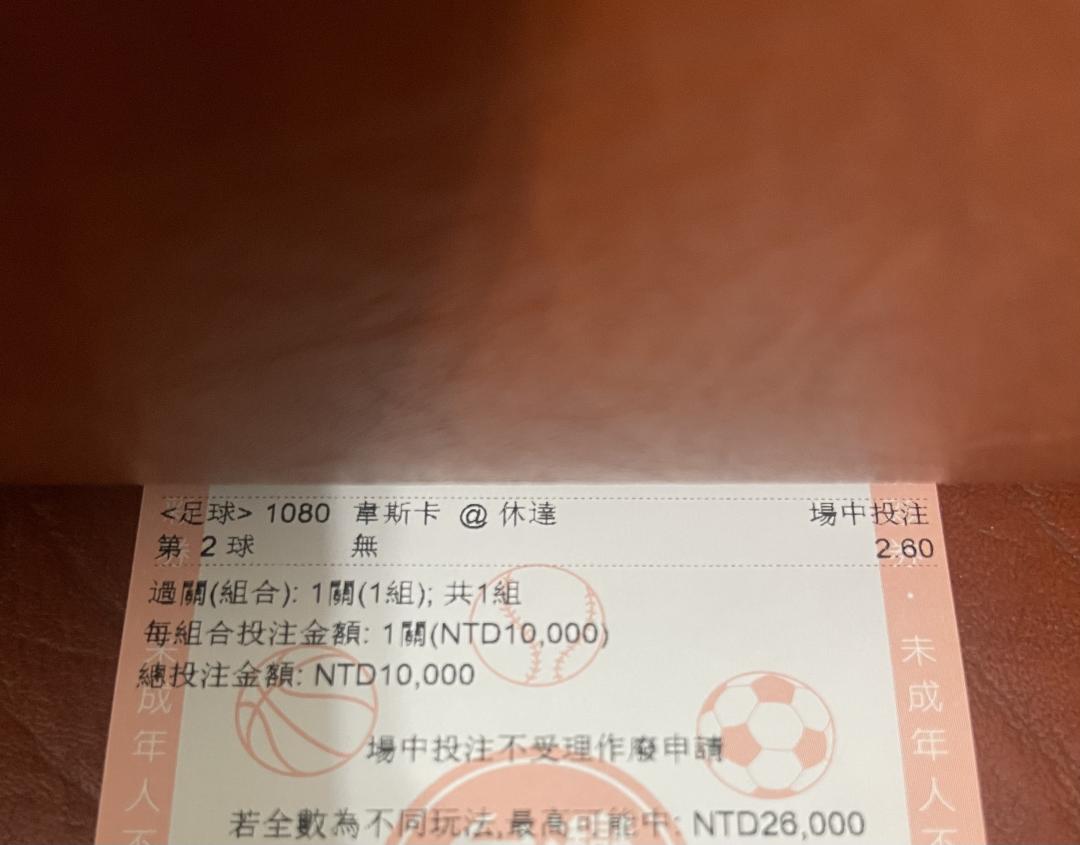 <足球> 1080 韋斯卡 @ 休達 場中投注
第 2 球 無 2.60
過關(組合): 1關(1組); 共1組
每組合投注金額: 1關(NTD10,000)
總投注金額: NTD10,000
場中投注不受理作廢申請
若全數為不同玩法,最高可能中: NTD26,000
未成年人不
成年人不